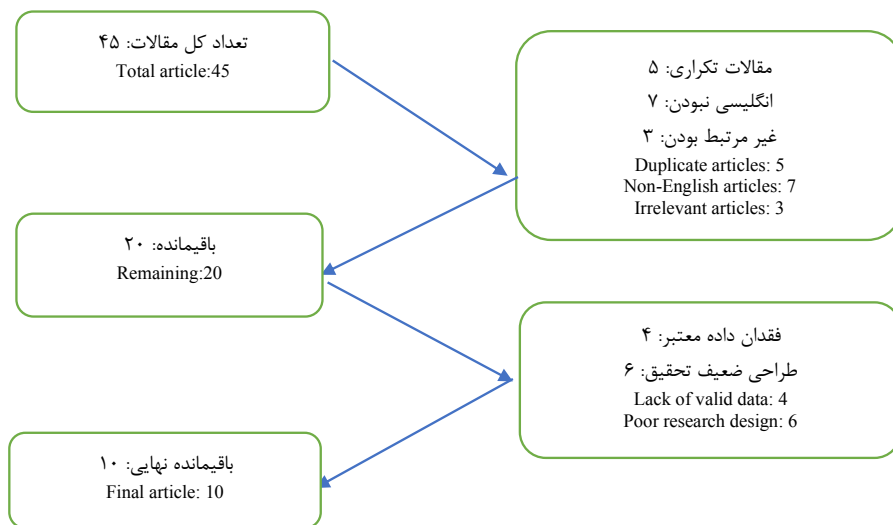 تعداد کل مقالات: ۴۵
Total article:45
مقالات تکراری: ۵
انگلیسی نبودن: ۷
غیر مرتبط بودن: ۳
Duplicate articles: 5
Non-English articles: 7
Irrelevant articles: 3
باقیمانده: ۲۰
Remaining:20
فقدان داده معتبر: ۴
طراحی ضعیف تحقیق: ۶
Lack of valid data: 4
Poor research design: 6
باقیمانده نهایی: ۱۰
Final article: 10